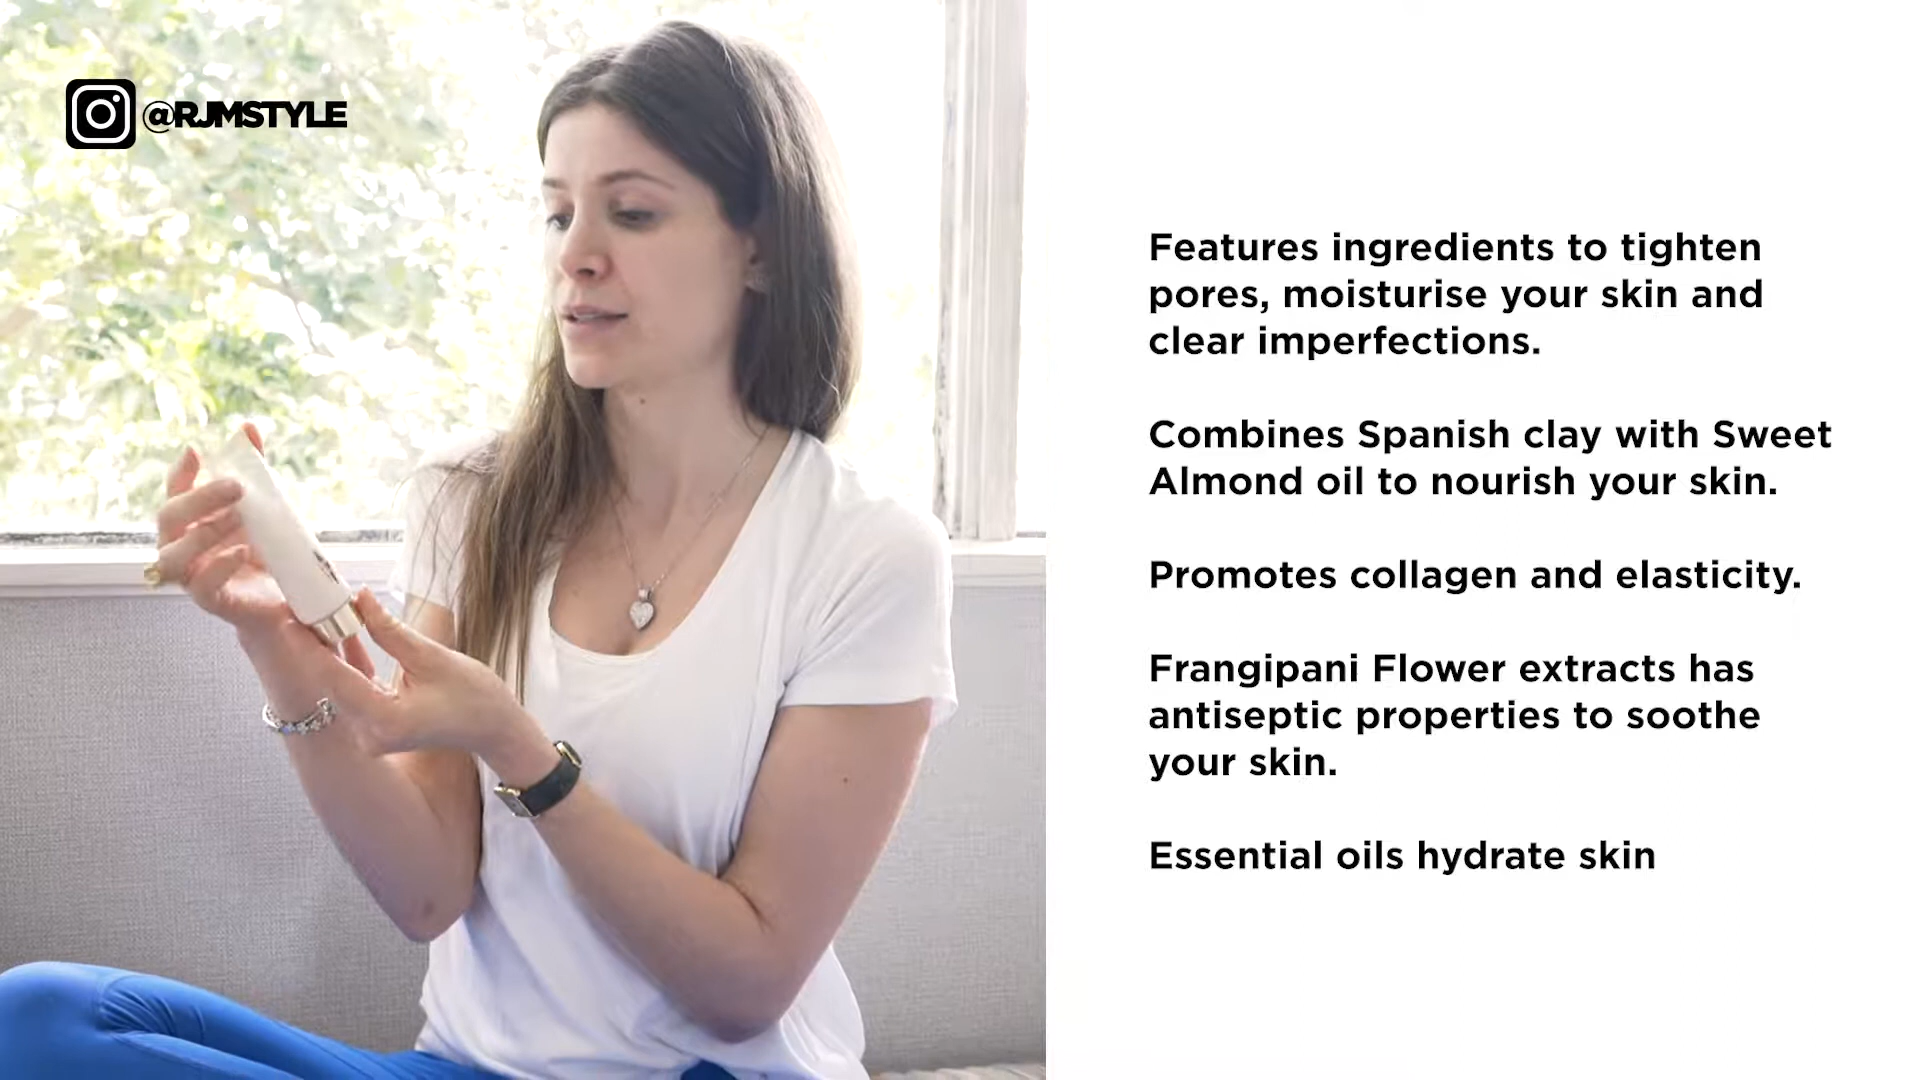 @RJMSTYLE
Features ingredients to tighten
pores, moisturise your skin and
clear imperfections.
Combines Spanish clay with Sweet
Almond oil to nourish your skin.
Promotes collagen and elasticity.
Frangipani Flower extracts has
antiseptic properties to soothe
your skin.
Essential oils hydrate skin